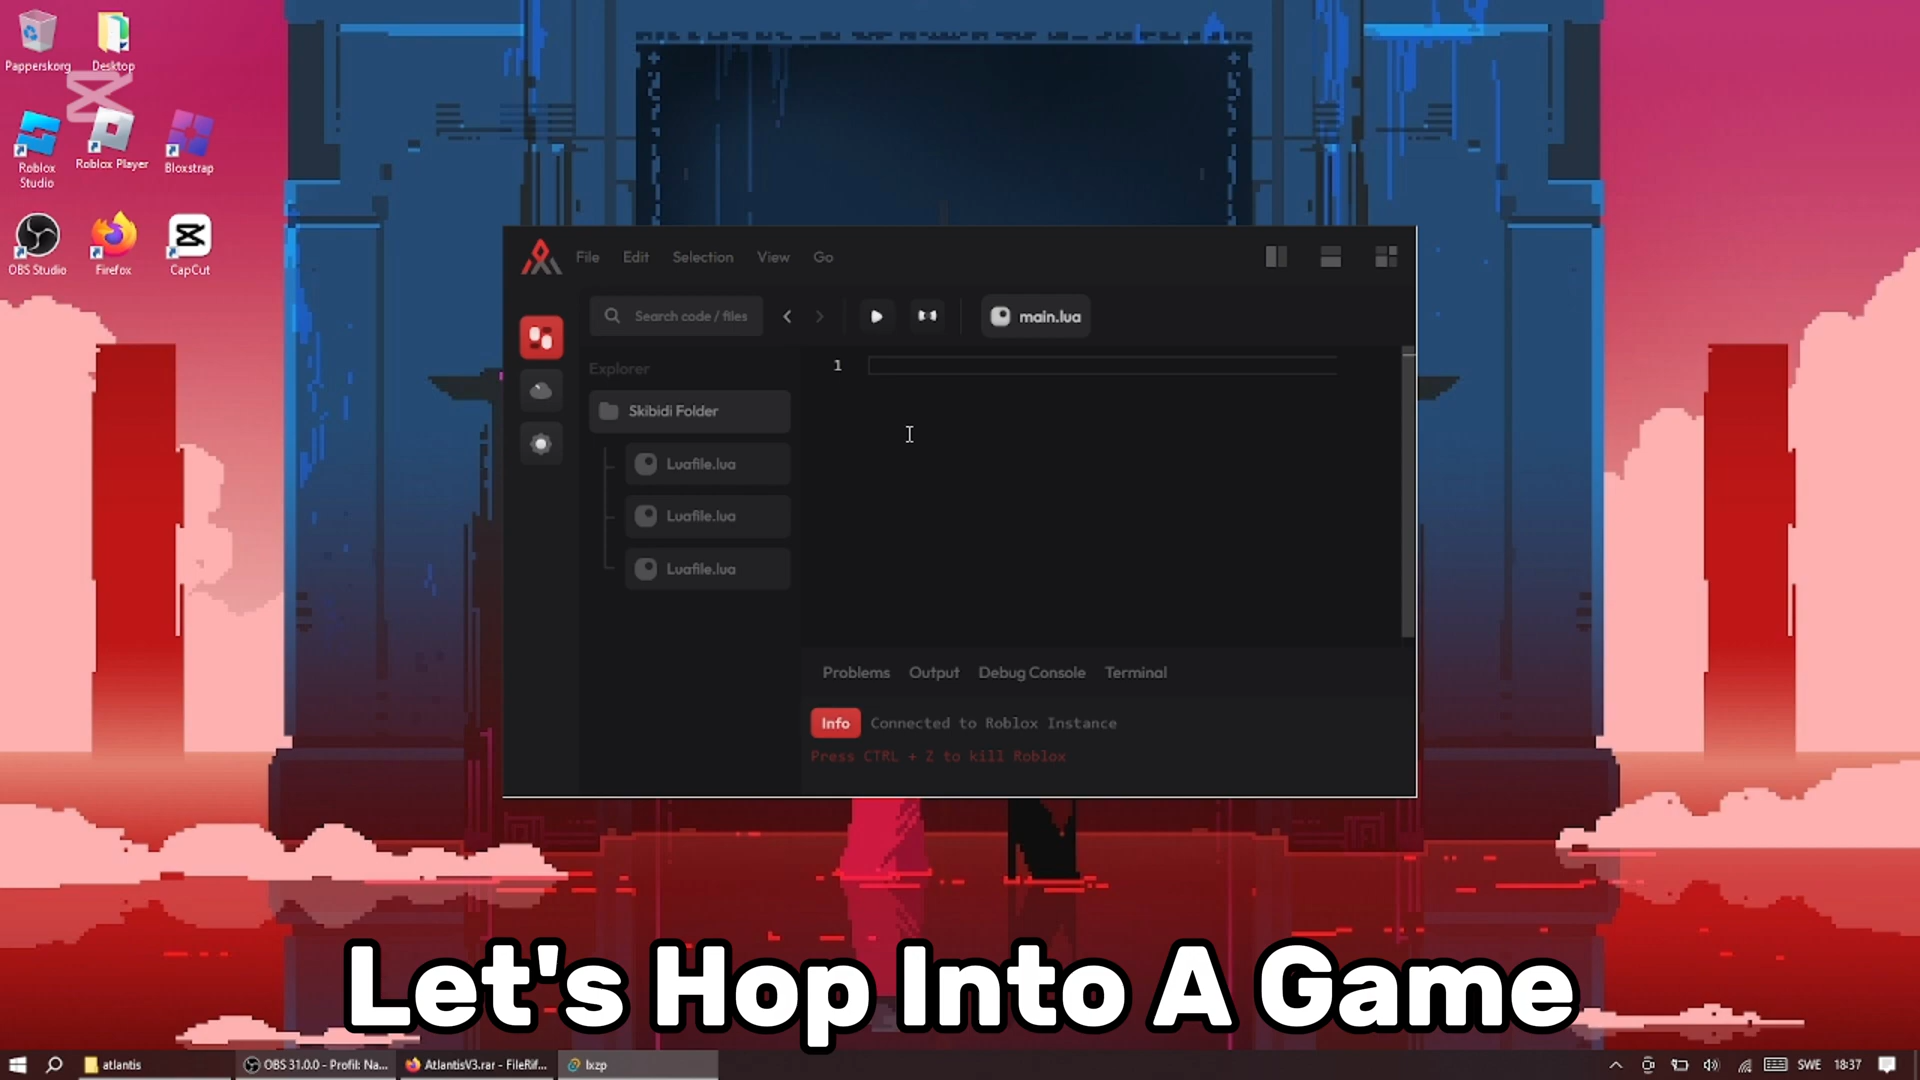 Papperskorg
Desktop
Roblox Studio
Roblox Player
Bloxstrap
OBS Studio
Firefox
CapCut
File Edit Selection View Go
Search code / files
main.lua
Explorer
1
Skibidi Folder
Luafile.lua
Luafile.lua
Luafile.lua
Problems Output Debug Console Terminal
Info Connected to Roblox Instance
Press CTRL + Z to kill Roblox
Let's Hop Into A Game
atlantis
OBS 31.0.0 - Profil: Na...
AtlantisV3.rar - FileRif...
lxzp
SWE 18:37